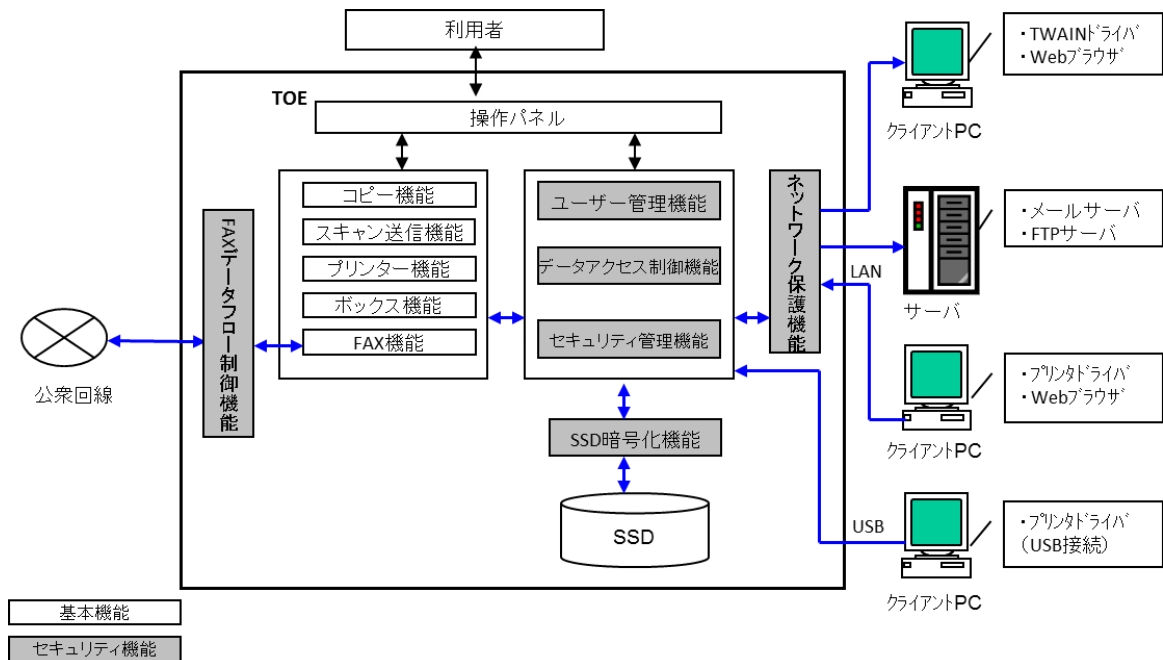 利用者
TOE
操作パネル
コピー機能
スキャン送信機能
プリンター機能
ボックス機能
FAX機能
ユーザー管理機能
データアクセス制御機能
セキュリティ管理機能
FAXデータフロー制御機能
ネットワーク保護機能
公衆回線
SSD暗号化機能
SSD
LAN
USB
・TWAINﾄﾞﾗｲﾊﾞ
・Webﾌﾞﾗｳｻﾞ
クライアントPC
・メールサーバ
・FTPサーバ
サーバ
・ﾌﾟﾘﾝﾀﾄﾞﾗｲﾊﾞ
・Webﾌﾞﾗｳｻﾞ
クライアントPC
・ﾌﾟﾘﾝﾀﾄﾞﾗｲﾊﾞ
（USB接続）
クライアントPC
基本機能
セキュリティ機能